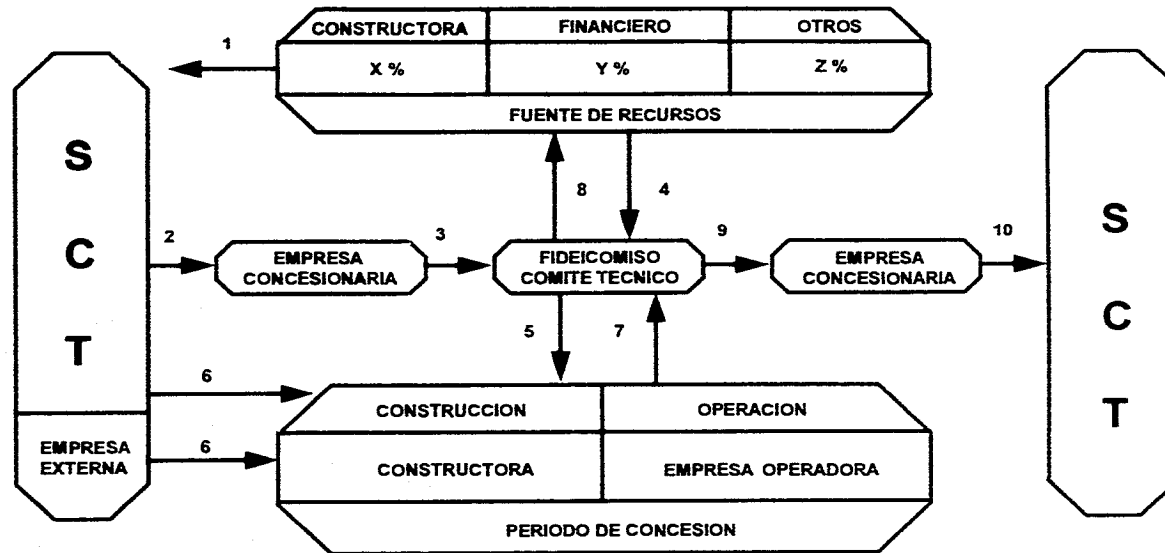 CONSTRUCTORA FINANCIERO OTROS
X % Y % Z %
FUENTE DE RECURSOS
1
S
C
T
EMPRESA
EXTERNA
2
EMPRESA
CONCESIONARIA
3
8 4
FIDEICOMISO
COMITE TECNICO
9
EMPRESA
CONCESIONARIA
10
5 7
6
6
CONSTRUCCION OPERACION
CONSTRUCTORA EMPRESA OPERADORA
PERIODO DE CONCESION
S
C
T